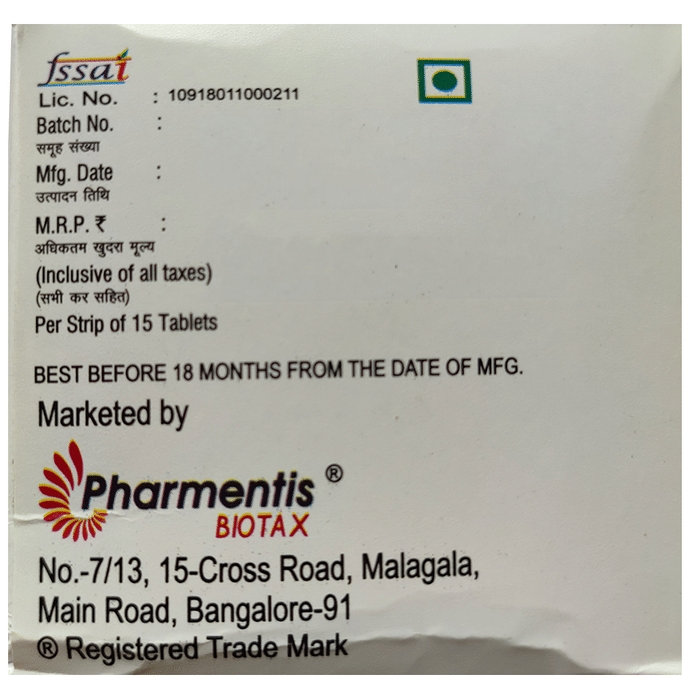 fssai
Lic. No. : 10918011000211
Batch No. :
समूह संख्या
Mfg. Date :
उत्पादन तिथि
M.R.P. ₹ :
अधिकतम खुदरा मूल्य
(Inclusive of all taxes)
(सभी कर सहित)
Per Strip of 15 Tablets
BEST BEFORE 18 MONTHS FROM THE DATE OF MFG.
Marketed by
Pharmentis ®
BIOTAX
No.-7/13, 15-Cross Road, Malagala,
Main Road, Bangalore-91
® Registered Trade Mark